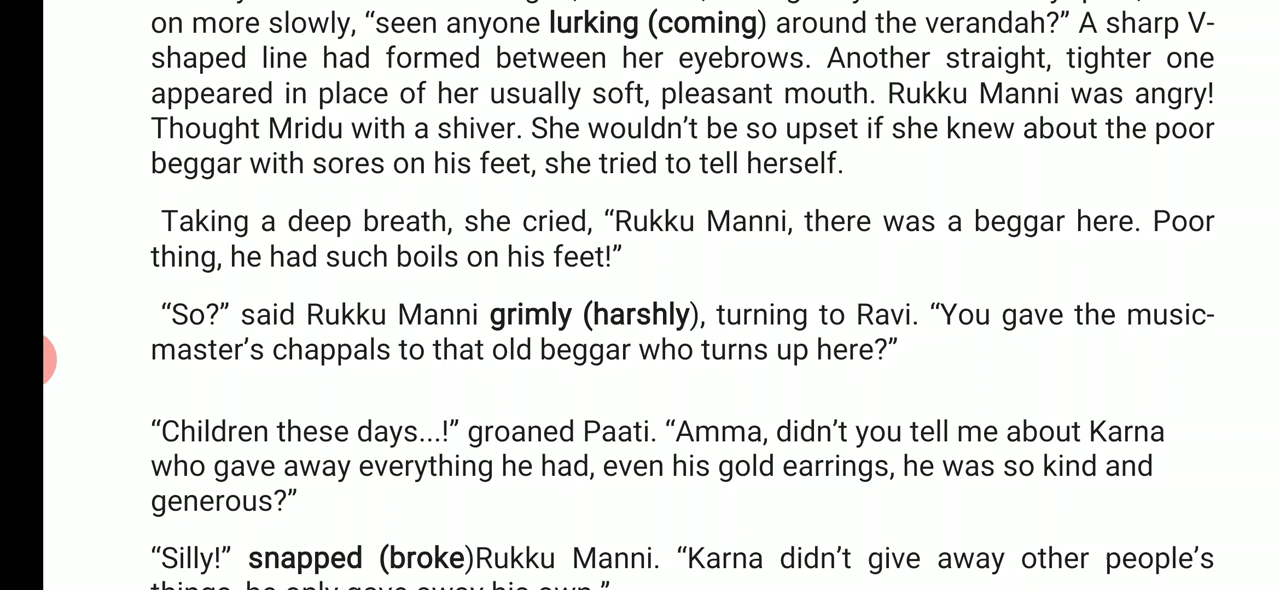 on more slowly, “seen anyone lurking (coming) around the verandah?” A sharp V-
shaped line had formed between her eyebrows. Another straight, tighter one
appeared in place of her usually soft, pleasant mouth. Rukku Manni was angry!
Thought Mridu with a shiver. She wouldn’t be so upset if she knew about the poor
beggar with sores on his feet, she tried to tell herself.
Taking a deep breath, she cried, “Rukku Manni, there was a beggar here. Poor
thing, he had such boils on his feet!”
“So?” said Rukku Manni grimly (harshly), turning to Ravi. “You gave the music-
master’s chappals to that old beggar who turns up here?”
“Children these days...!” groaned Paati. “Amma, didn’t you tell me about Karna
who gave away everything he had, even his gold earrings, he was so kind and
generous?”
“Silly!” snapped (broke)Rukku Manni. “Karna didn’t give away other people’s
things, he only gave away his own.”